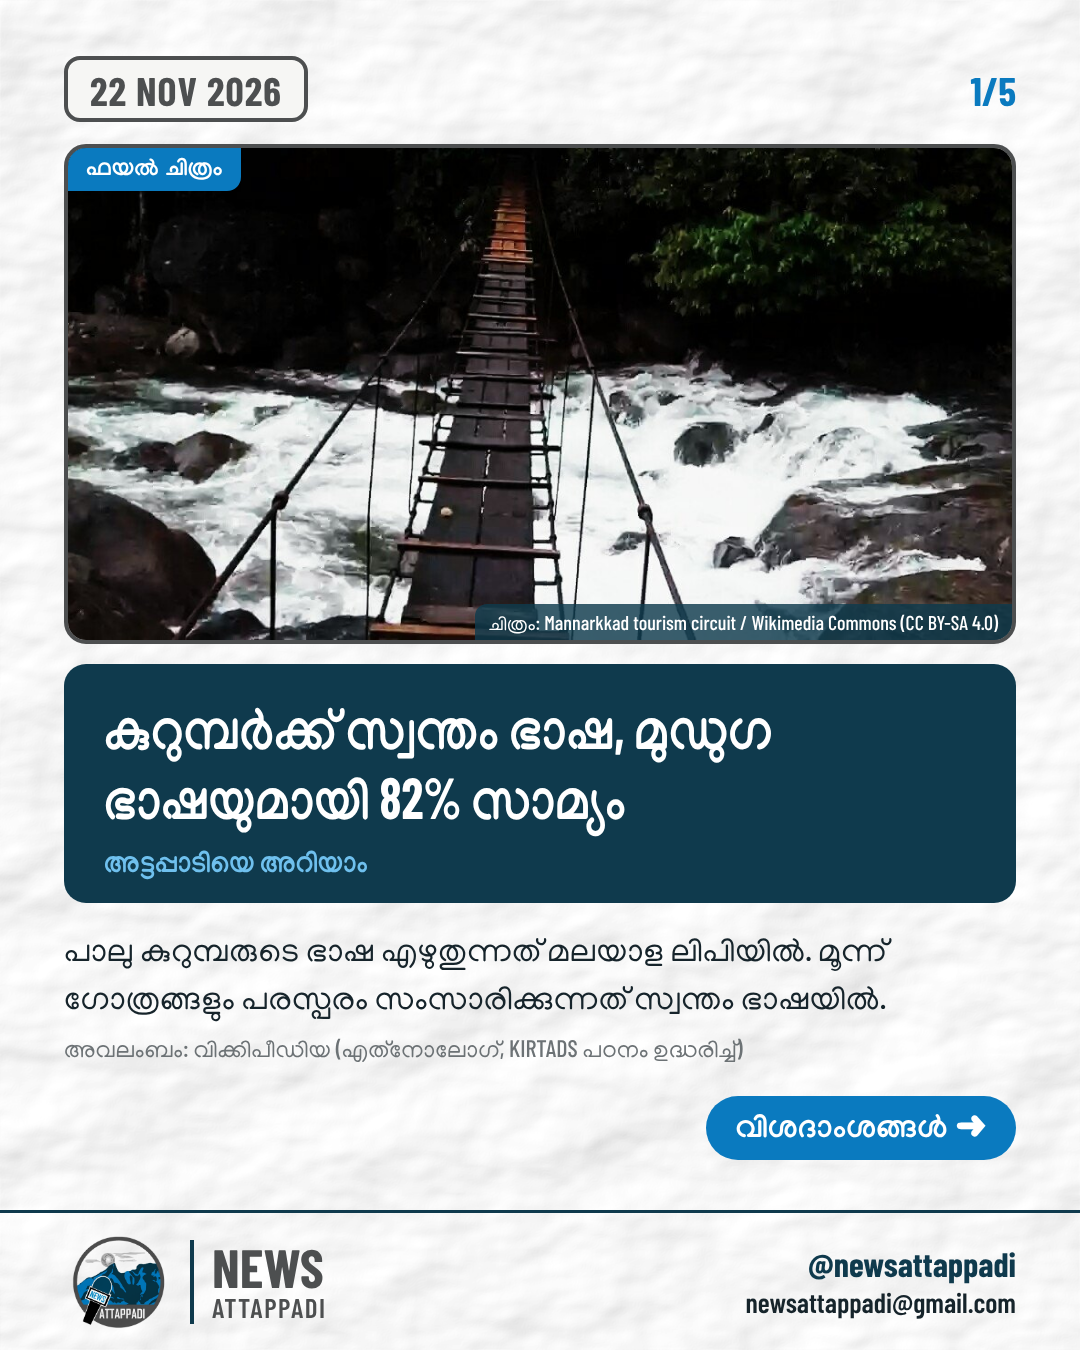 22 NOV 2026
1/5
ഫയൽ ചിത്രം
ചിത്രം: Mannarkkad tourism circuit / Wikimedia Commons (CC BY-SA 4.0)
കുറുമ്പർക്ക് സ്വന്തം ഭാഷ, മുഡുഗ
ഭാഷയുമായി 82% സാമ്യം
അട്ടപ്പാടിയെ അറിയാം
പാലു കുറുമ്പരുടെ ഭാഷ എഴുതുന്നത് മലയാള ലിപിയിൽ. മൂന്ന്
ഗോത്രങ്ങളും പരസ്പരം സംസാരിക്കുന്നത് സ്വന്തം ഭാഷയിൽ.
അവലംബം: വിക്കിപീഡിയ (എത്‌നോലോഗ്, KIRTADS പഠനം ഉദ്ധരിച്ച്)
വിശദാംശങ്ങൾ ➜
NEWS
ATTAPPADI
NEWS
ATTAPPADI
@newsattappadi
newsattappadi@gmail.com